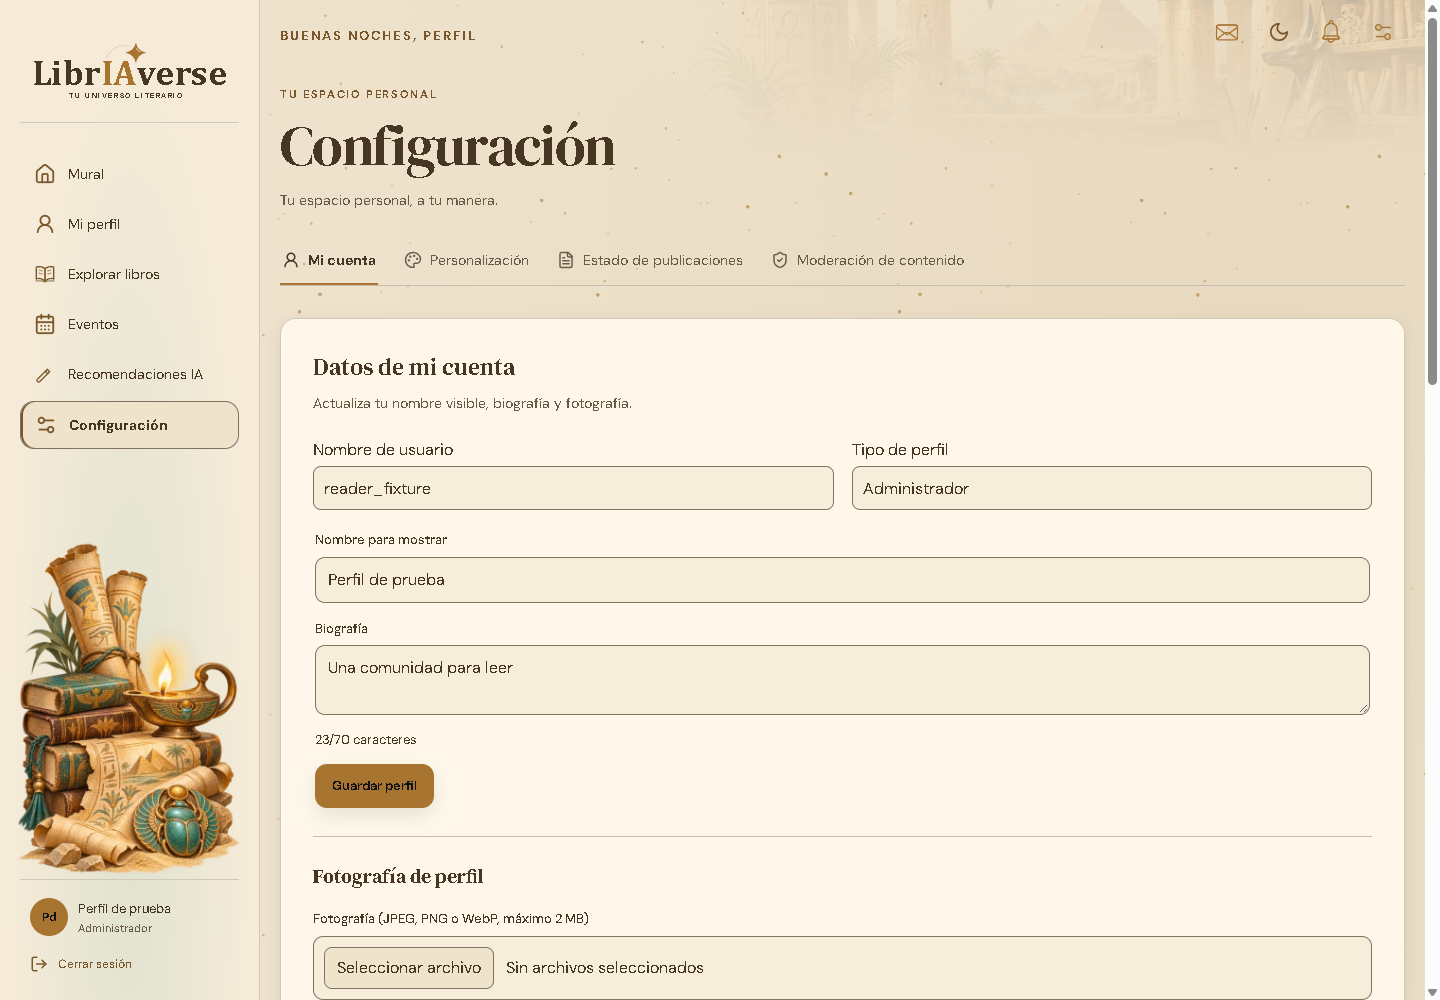 LibrIAverse
TU UNIVERSO LITERARIO
Mural
Mi perfil
Explorar libros
Eventos
Recomendaciones IA
Configuración
Pd
Perfil de prueba
Administrador
Cerrar sesión
BUENAS NOCHES, PERFIL
TU ESPACIO PERSONAL
Configuración
Tu espacio personal, a tu manera.
Mi cuenta
Personalización
Estado de publicaciones
Moderación de contenido
Datos de mi cuenta
Actualiza tu nombre visible, biografía y fotografía.
Nombre de usuario
reader_fixture
Tipo de perfil
Administrador
Nombre para mostrar
Perfil de prueba
Biografía
Una comunidad para leer
23/70 caracteres
Guardar perfil
Fotografía de perfil
Fotografía (JPEG, PNG o WebP, máximo 2 MB)
Seleccionar archivo
Sin archivos seleccionados